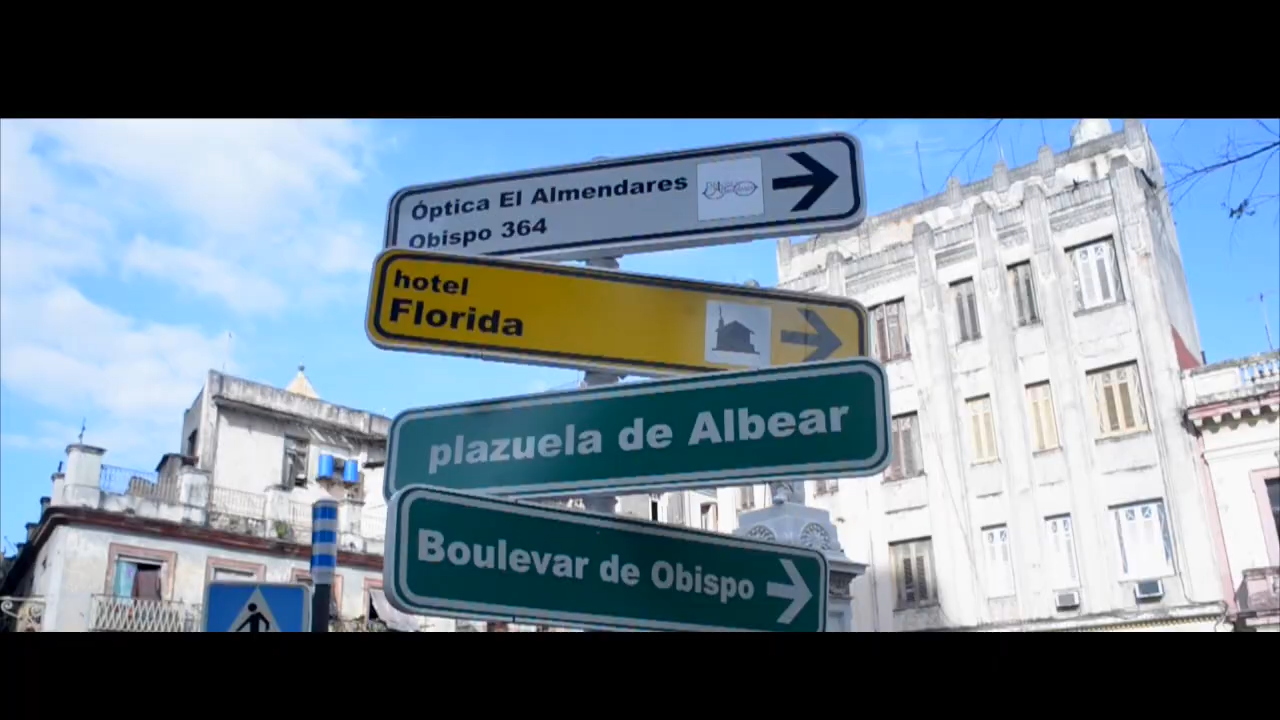 Óptica El Almendares
Obispo 364
hotel
Florida
plazuela de Albear
Boulevar de Obispo